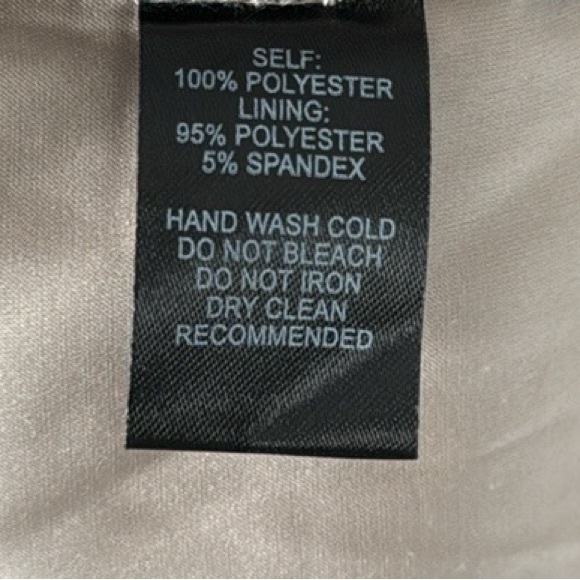 SELF:
100% POLYESTER
LINING:
95% POLYESTER
5% SPANDEX
HAND WASH COLD
DO NOT BLEACH
DO NOT IRON
DRY CLEAN
RECOMMENDED